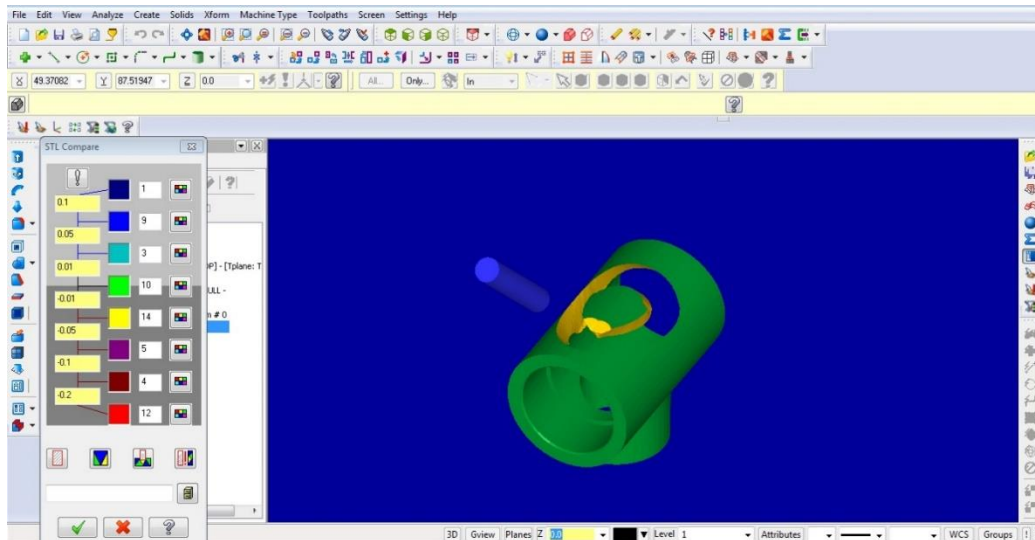 File Edit View Analyze Create Solids Xform Machine Type Toolpaths Screen Settings Help
X 49.37082 Y 87.51947 Z 0.0 All... Only... In
STL Compare
1
0.1
9
0.05
3
0.01
10
-0.01
14
-0.05
5
-0.1
4
-0.2
12
P] - [Tplane: T
ULL -
n # 0
3D Gview Planes Z 0.0 Level 1 Attributes WCS Groups